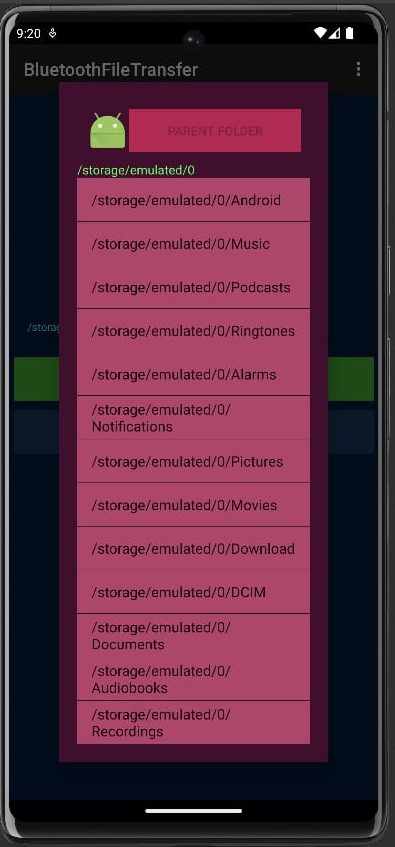 9:20
BluetoothFileTransfer
PARENT FOLDER
/storage/emulated/0
/storage/emulated/0/Android
/storage/emulated/0/Music
/storage/emulated/0/Podcasts
/storage/emulated/0/Ringtones
/storag
/storage/emulated/0/Alarms
/storage/emulated/0/
Notifications
/storage/emulated/0/Pictures
/storage/emulated/0/Movies
/storage/emulated/0/Download
/storage/emulated/0/DCIM
/storage/emulated/0/
Documents
/storage/emulated/0/
Audiobooks
/storage/emulated/0/
Recordings